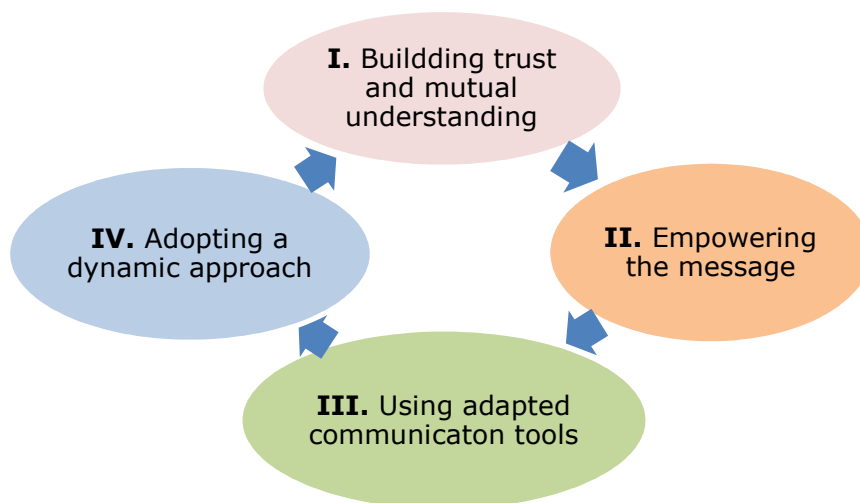 I. Buildding trust
and mutual
understanding
II. Empowering
the message
III. Using adapted
communicaton tools
IV. Adopting a
dynamic approach